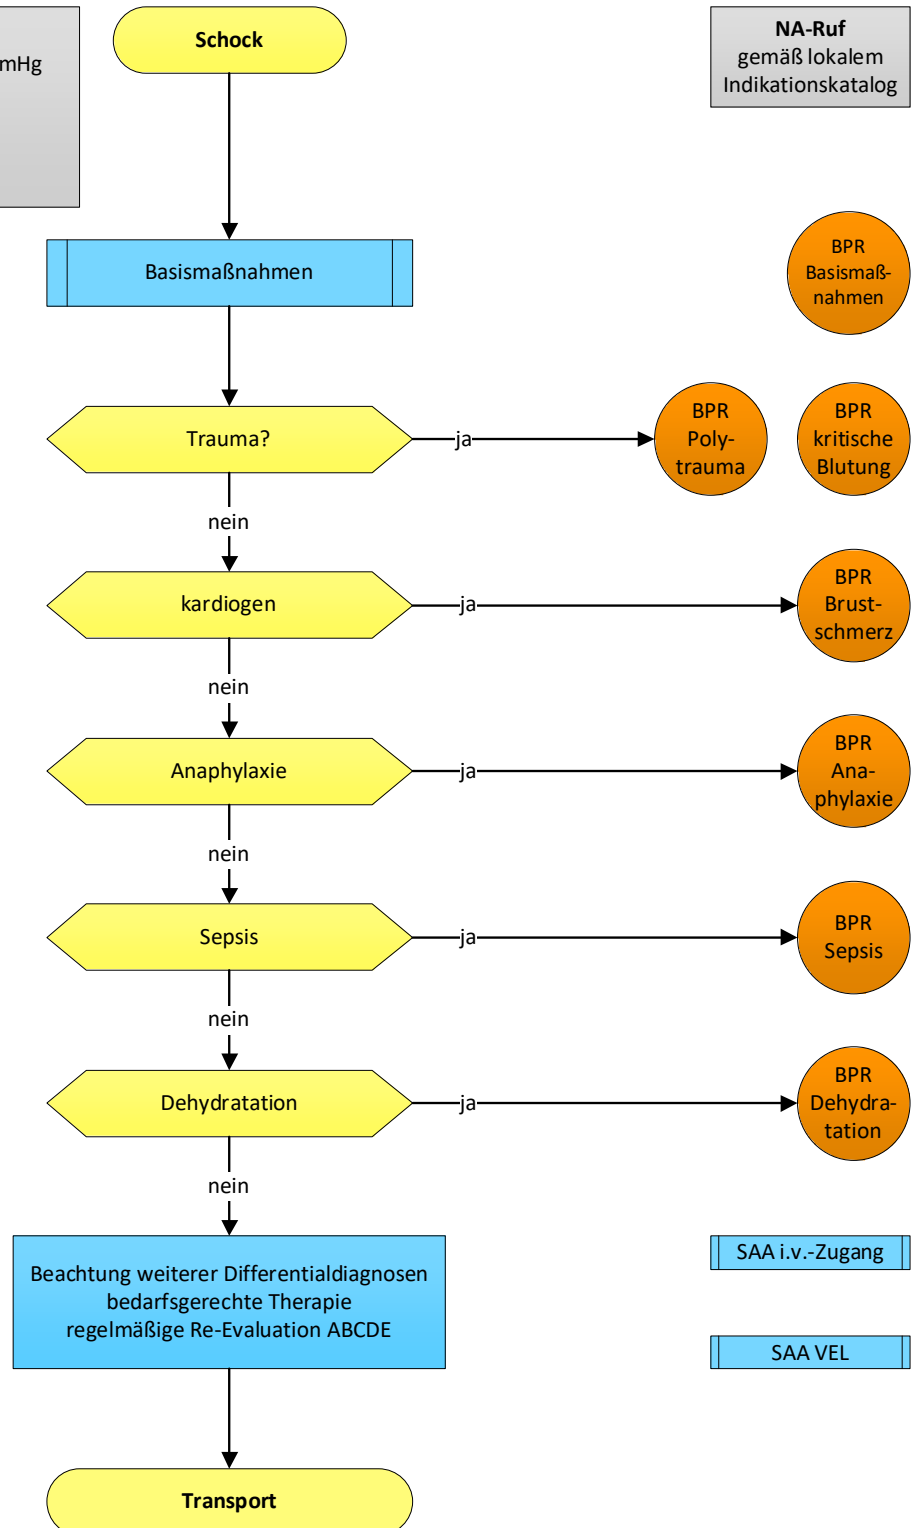 mmHg
Schock
NA-Ruf
gemäß lokalem
Indikationskatalog
Basismaßnahmen
BPR
Basismaß-
nahmen
Trauma?
ja
BPR
Poly-
trauma
BPR
kritische
Blutung
nein
kardiogen
ja
BPR
Brust-
schmerz
nein
Anaphylaxie
ja
BPR
Ana-
phylaxie
nein
Sepsis
ja
BPR
Sepsis
nein
Dehydratation
ja
BPR
Dehydra-
tation
nein
Beachtung weiterer Differentialdiagnosen
bedarfsgerechte Therapie
regelmäßige Re-Evaluation ABCDE
SAA i.v.-Zugang
SAA VEL
Transport